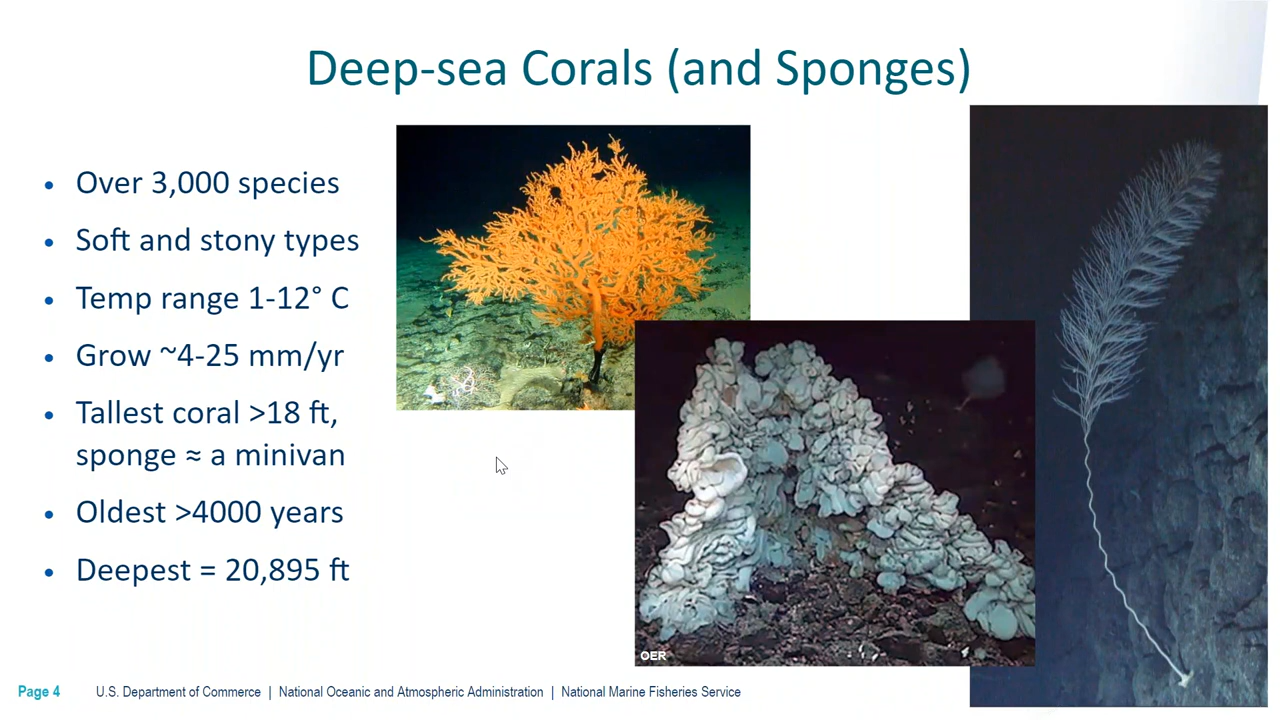 Deep-sea Corals (and Sponges)
• Over 3,000 species
• Soft and stony types
• Temp range 1-12° C
• Grow ~4-25 mm/yr
• Tallest coral >18 ft,
sponge ≈ a minivan
• Oldest >4000 years
• Deepest = 20,895 ft
OER
Page 4 U.S. Department of Commerce | National Oceanic and Atmospheric Administration | National Marine Fisheries Service